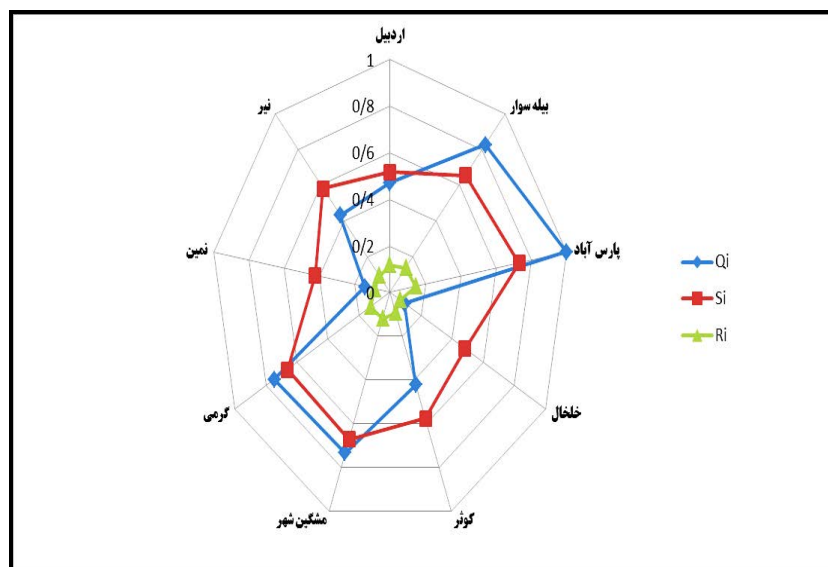 اردبیل
بیله سوار
پارس آباد
خلخال
کوثر
مشگین شهر
گرمی
نمین
نیر
1
0/8
0/6
0/4
0/2
0
Qi
Si
Ri